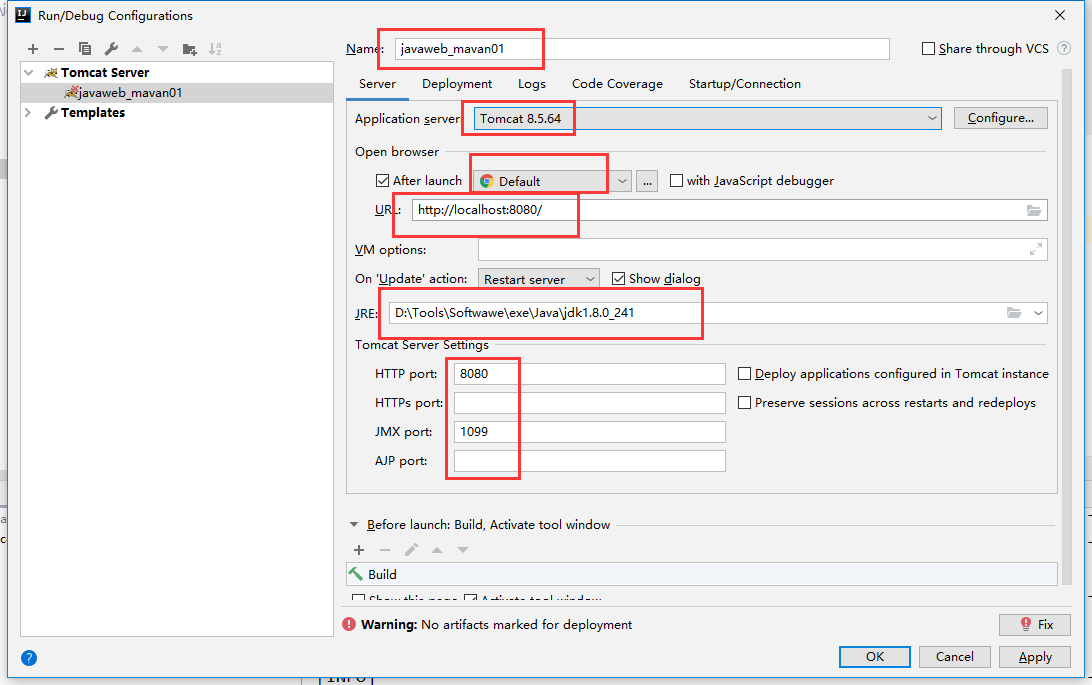 IJ Run/Debug Configurations
Name: javaweb_mavan01 Share through VCS ?
Tomcat Server
javaweb_mavan01
Templates
Server Deployment Logs Code Coverage Startup/Connection
Application server: Tomcat 8.5.64 Configure...
Open browser
After launch Default ... with JavaScript debugger
URL: http://localhost:8080/
VM options:
On 'Update' action: Restart server Show dialog
JRE: D:\Tools\Softwawe\exe\Java\jdk1.8.0_241
Tomcat Server Settings
HTTP port: 8080 Deploy applications configured in Tomcat instance
HTTPs port: Preserve sessions across restarts and redeploys
JMX port: 1099
AJP port:
Before launch: Build, Activate tool window
Build
Show this page Activate tool window
Warning: No artifacts marked for deployment Fix
? OK Cancel Apply
[INFO]